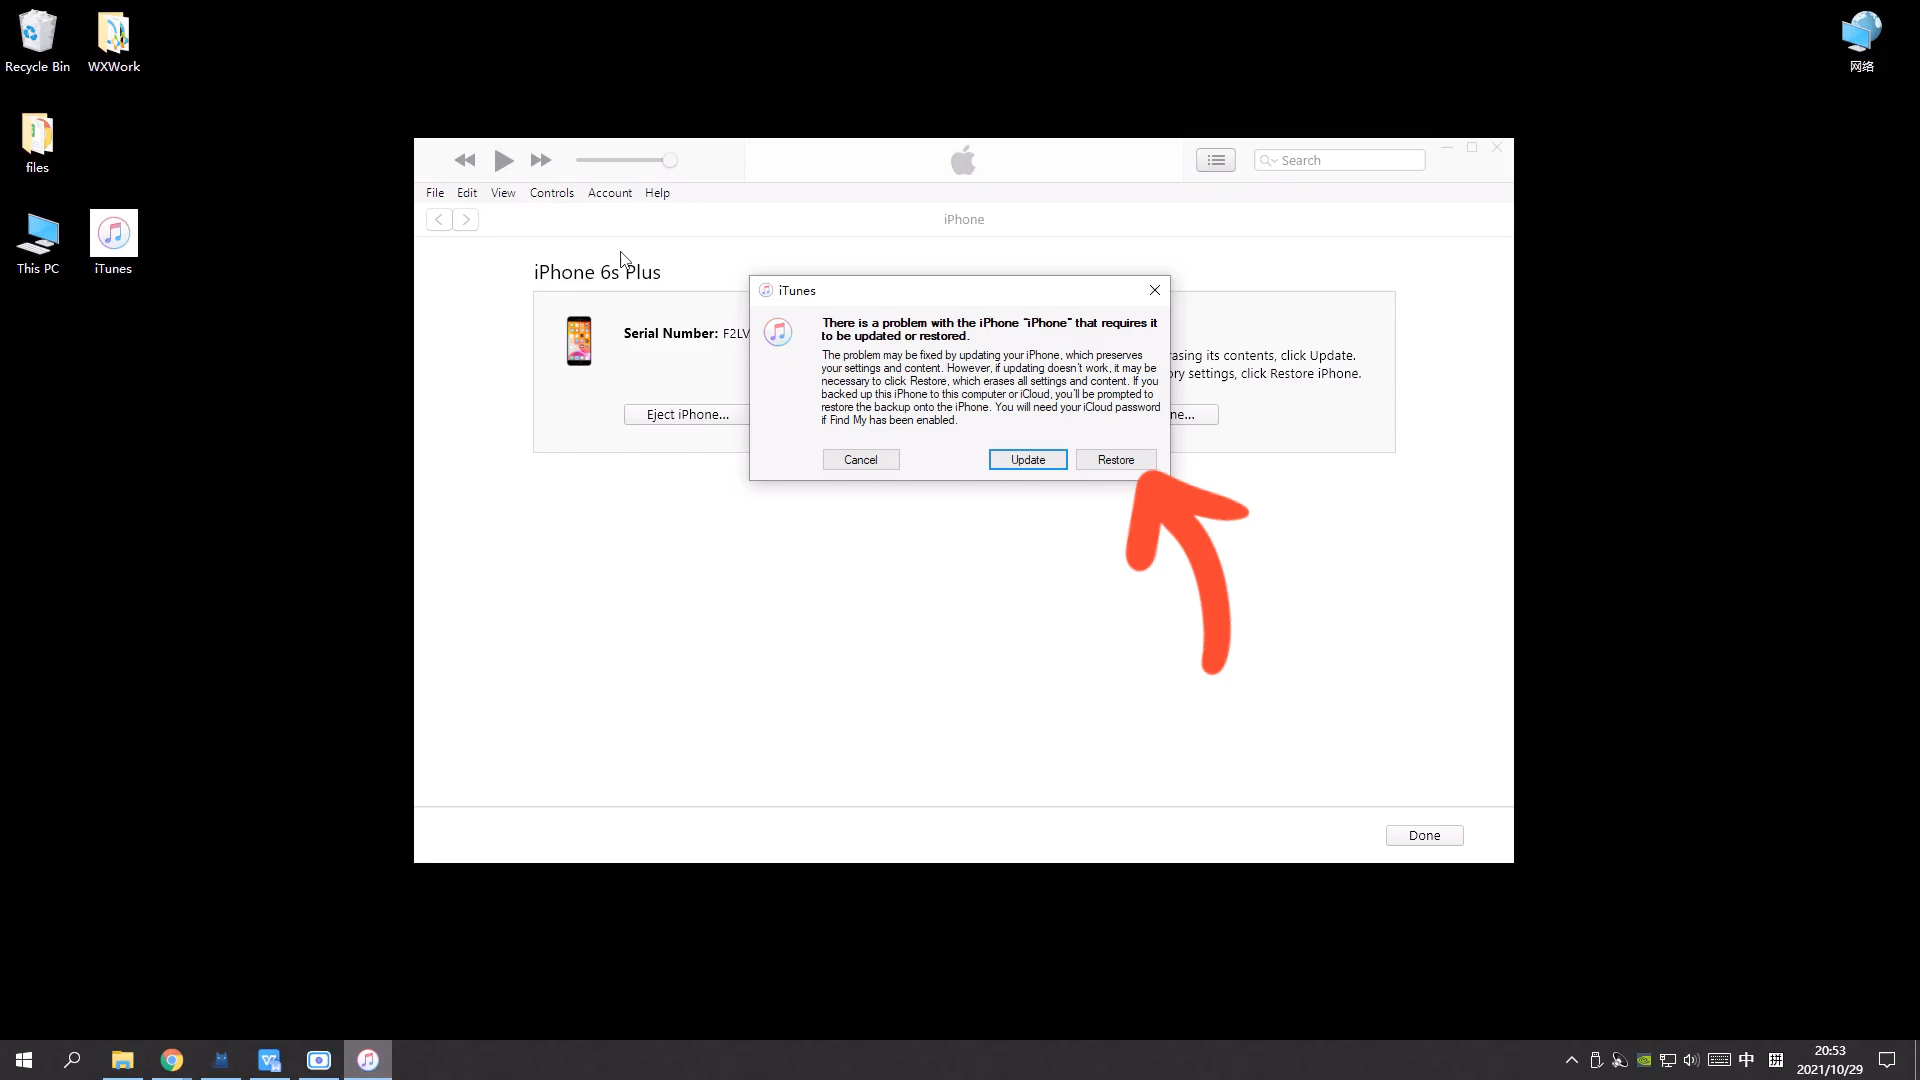 Recycle Bin
WXWork
网络
files
This PC
iTunes
Search
File Edit View Controls Account Help
iPhone
iPhone 6s Plus
Serial Number: F2LV
Eject iPhone...
iTunes
There is a problem with the iPhone “iPhone” that requires it
to be updated or restored.
The problem may be fixed by updating your iPhone, which preserves
your settings and content. However, if updating doesn't work, it may be
necessary to click Restore, which erases all settings and content. If you
backed up this iPhone to this computer or iCloud, you'll be prompted to
restore the backup onto the iPhone. You will need your iCloud password
if Find My has been enabled.
Cancel Update Restore
asing its contents, click Update.
ory settings, click Restore iPhone.
ne...
Done
中 拼
20:53
2021/10/29